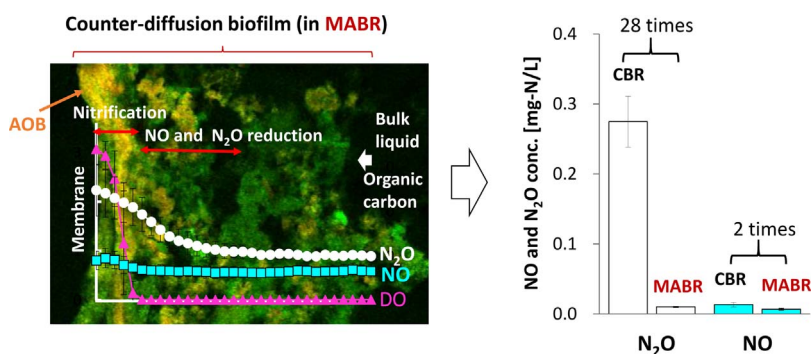 Counter-diffusion biofilm (in MABR)
AOB
Nitrification
NO and N₂O reduction
Bulk
liquid
Organic
carbon
Membrane
N₂O
NO
DO
NO and N₂O conc. [mg-N/L]
0.4
0.3
0.2
0.1
0.0
28 times
CBR
MABR
2 times
CBR
MABR
N₂O
NO